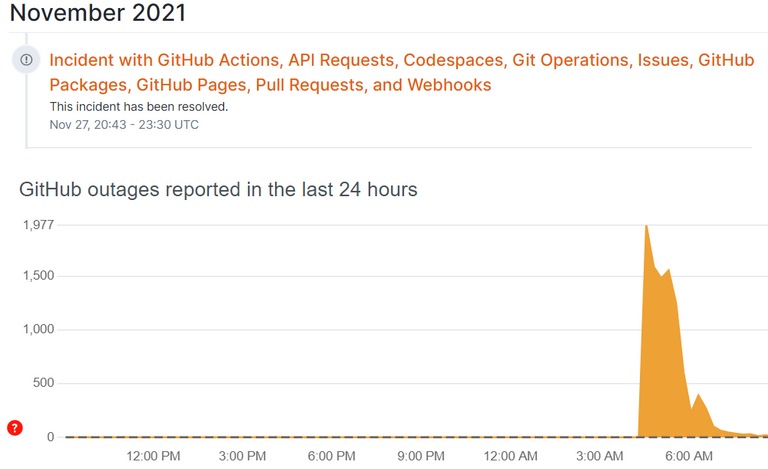 November 2021
Incident with GitHub Actions, API Requests, Codespaces, Git Operations, Issues, GitHub
Packages, GitHub Pages, Pull Requests, and Webhooks
This incident has been resolved.
Nov 27, 20:43 - 23:30 UTC
GitHub outages reported in the last 24 hours
1,977
1,500
1,000
500
?
0
12:00 PM 3:00 PM 6:00 PM 9:00 PM 12:00 AM 3:00 AM 6:00 AM